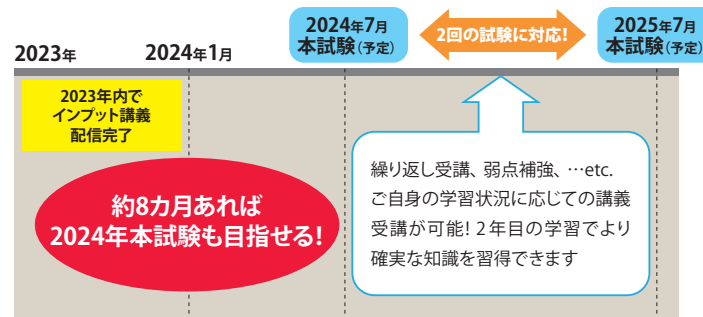 2023年
2024年1月
2024年7月
本試験(予定)
2回の試験に対応!
2025年7月
本試験(予定)
2023年内で
インプット講義
配信完了
約8カ月あれば
2024年本試験も目指せる!
繰り返し受講、弱点補強、…etc.
ご自身の学習状況に応じての講義
受講が可能! 2年目の学習でより
確実な知識を習得できます